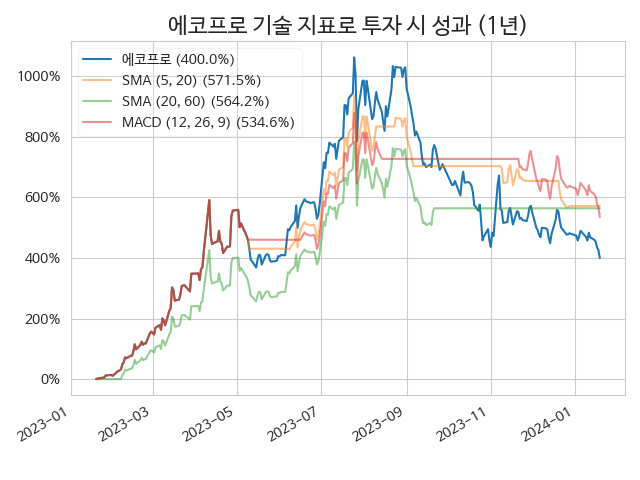 에코프로 기술 지표로 투자 시 성과 (1년)
에코프로 (400.0%)
SMA (5, 20) (571.5%)
SMA (20, 60) (564.2%)
MACD (12, 26, 9) (534.6%)
1000%
800%
600%
400%
200%
0%
2023-01
2023-03
2023-05
2023-07
2023-09
2023-11
2024-01